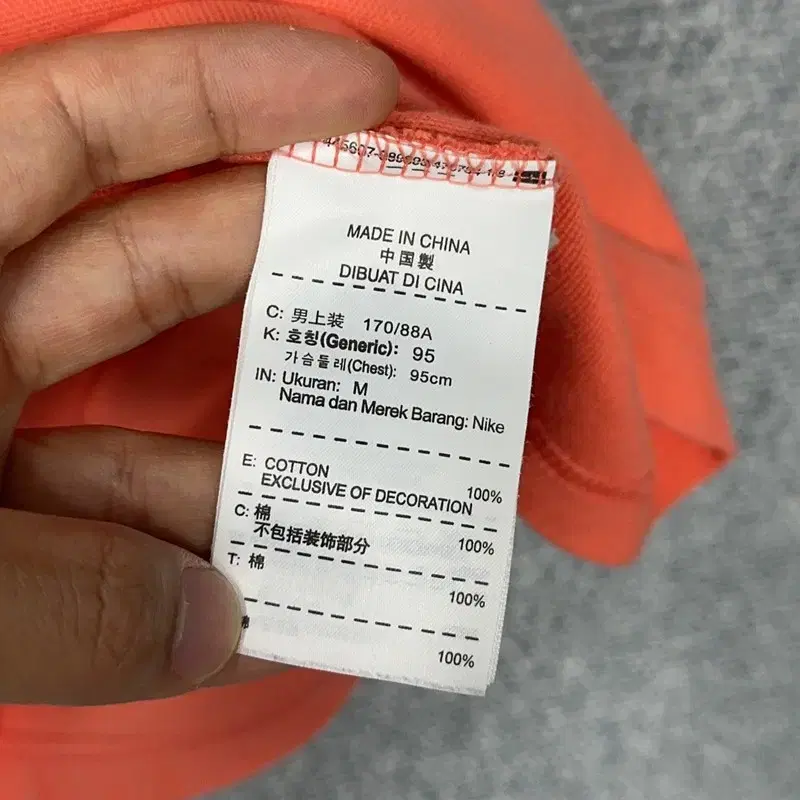 MADE IN CHINA
中国製
DIBUAT DI CINA
C: 男上装 170/88A
K: 호칭(Generic): 95
가슴둘레(Chest): 95cm
IN: Ukuran: M
Nama dan Merek Barang: Nike
E: COTTON 100%
EXCLUSIVE OF DECORATION
C: 棉 100%
不包括装饰部分
T: 棉 100%
100%